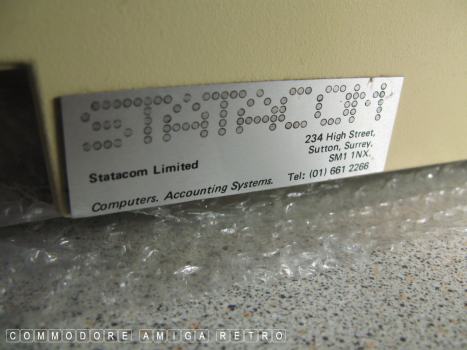 STATACOM
234 High Street,
Sutton, Surrey.
SM1 1NX.
Statacom Limited
Computers. Accounting Systems.
Tel: (01) 661 2266
COMMODORE AMIGA RETRO